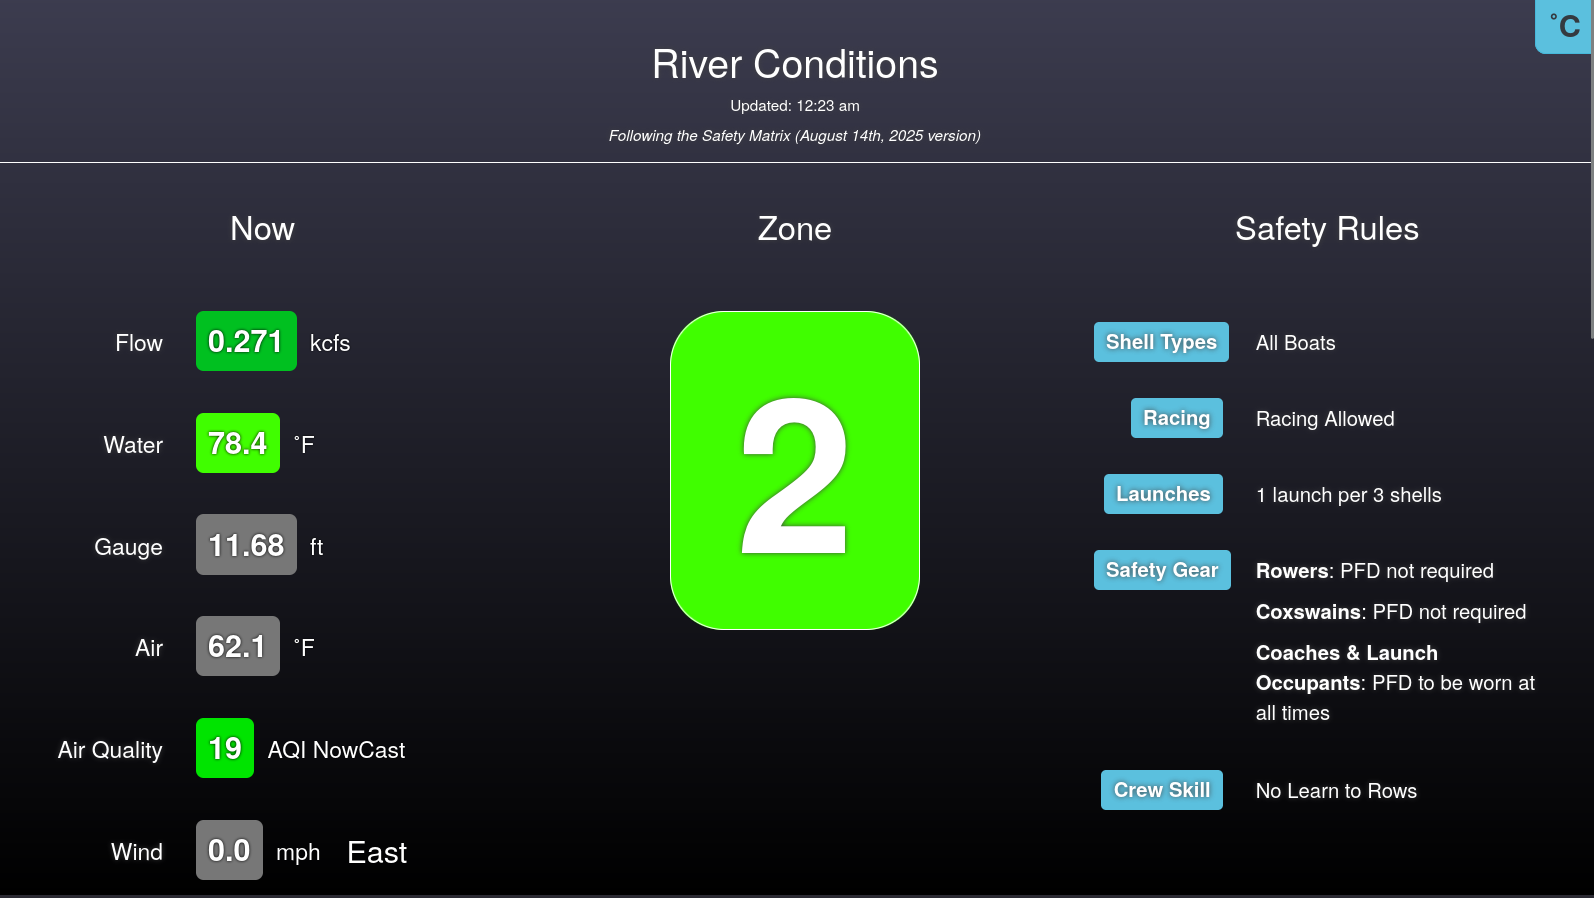 ˚C
River Conditions
Updated: 12:23 am
Following the Safety Matrix (August 14th, 2025 version)
Now
Flow 0.271 kcfs
Water 78.4 ˚F
Gauge 11.68 ft
Air 62.1 ˚F
Air Quality 19 AQI NowCast
Wind 0.0 mph East
Zone
2
Safety Rules
Shell Types All Boats
Racing Racing Allowed
Launches 1 launch per 3 shells
Safety Gear Rowers: PFD not required
Coxswains: PFD not required
Coaches & Launch
Occupants: PFD to be worn at
all times
Crew Skill No Learn to Rows